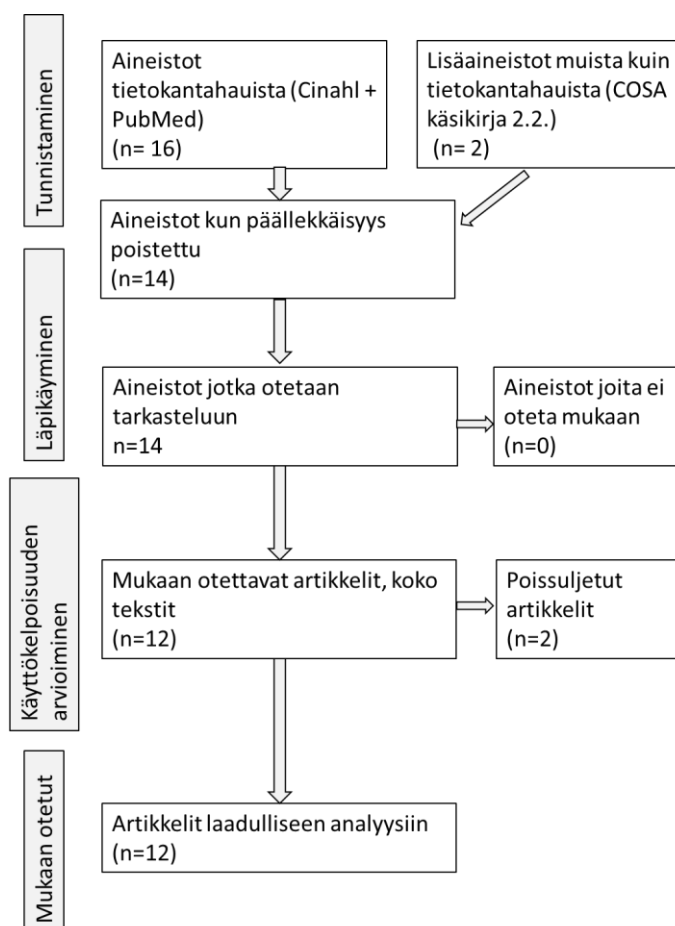 Tunnistaminen
Aineistot
tietokantahauista (Cinahl +
PubMed)
(n= 16)
Lisäaineistot muista kuin
tietokantahauista (COSA
käsikirja 2.2.)
(n= 2)
Aineistot kun päällekkäisyys
poistettu
(n=14)
Läpikäyminen
Aineistot jotka otetaan
tarkasteluun
n=14
Aineistot joita ei
oteta mukaan
(n=0)
Käyttökelpoisuuden
arvioiminen
Mukaan otettavat artikkelit, koko
tekstit
(n=12)
Poissuljetut
artikkelit
(n=2)
Mukaan otetut
Artikkelit laadulliseen analyysiin
(n=12)